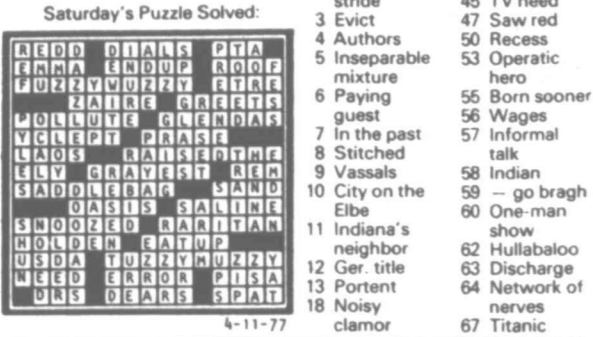 Saturday's Puzzle Solved:
REDD DIALS PTA
EMMA ENDUP ROOF
FUZZYWUZZY ETRE
ZAIRE GREETS
POLLUTE GLENDAS
YCLEPT PRASE
LAOS RAISEDTHE
ELY GRAYEST REM
SADDLEBAG SAND
OASIS SALINE
SNOOZED RARITAN
HOLDEN EATUP
USDA TUZZYMUZZY
NEED ERROR PISA
DRS DEARS SPAT
4-11-77
stride
3 Evict
4 Authors
5 Inseparable
mixture
6 Paying
guest
7 In the past
8 Stitched
9 Vassals
10 City on the
Elbe
11 Indiana's
neighbor
12 Ger. title
13 Portent
18 Noisy
clamor
45 TV need
47 Saw red
50 Recess
53 Operatic
hero
55 Born sooner
56 Wages
57 Informal
talk
58 Indian
59 — go bragh
60 One-man
show
62 Hullabaloo
63 Discharge
64 Network of
nerves
67 Titanic